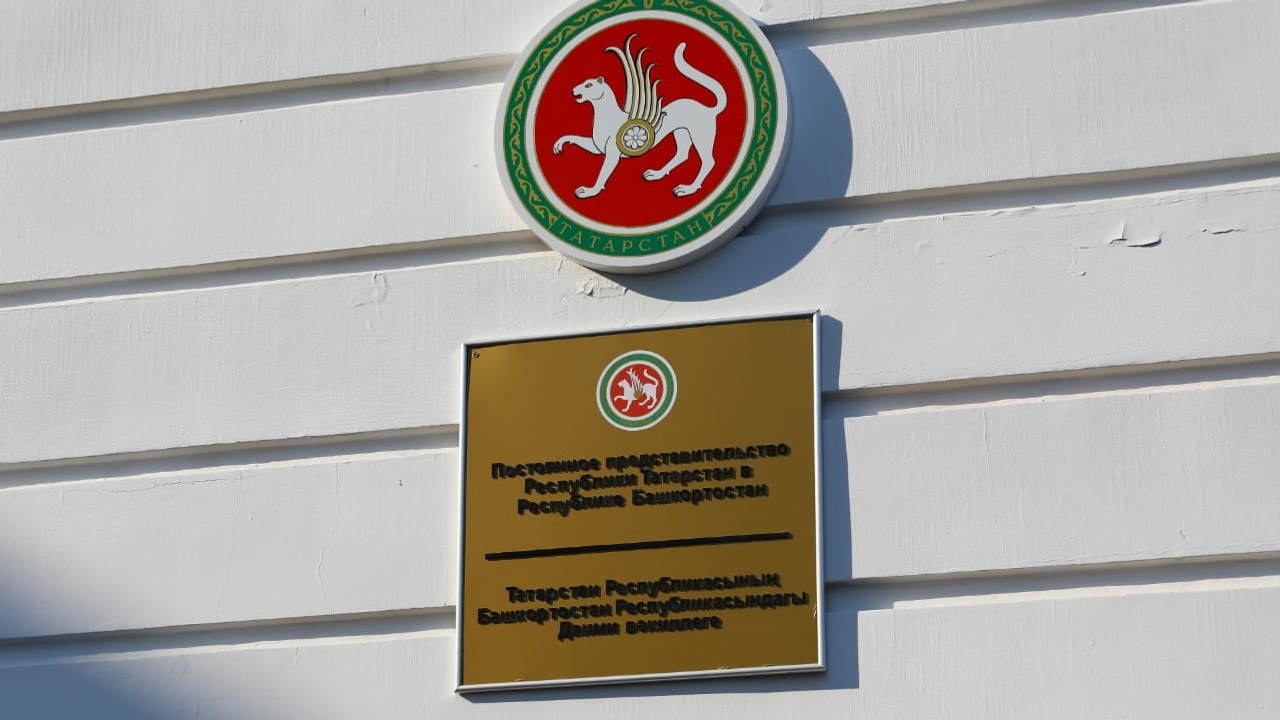 ТАТАРСТАН
Постоянное представительство
Республики Татарстан в
Республике Башкортостан
Татарстан Республикасының
Башкортостан Республикасындагы
Даими вәкиллеге